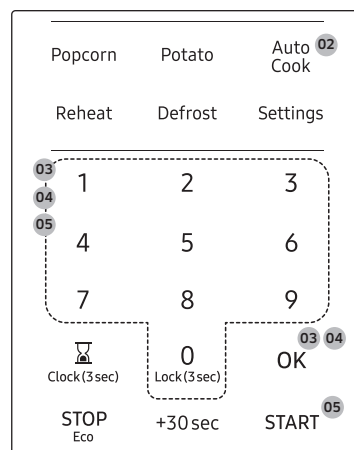 Popcorn Potato Auto Cook 02
Reheat Defrost Settings
03 1 2 3
04
05 4 5 6
7 8 9
03 04
0 OK
Clock(3 sec) Lock(3 sec)
05
STOP +30 sec START
Eco